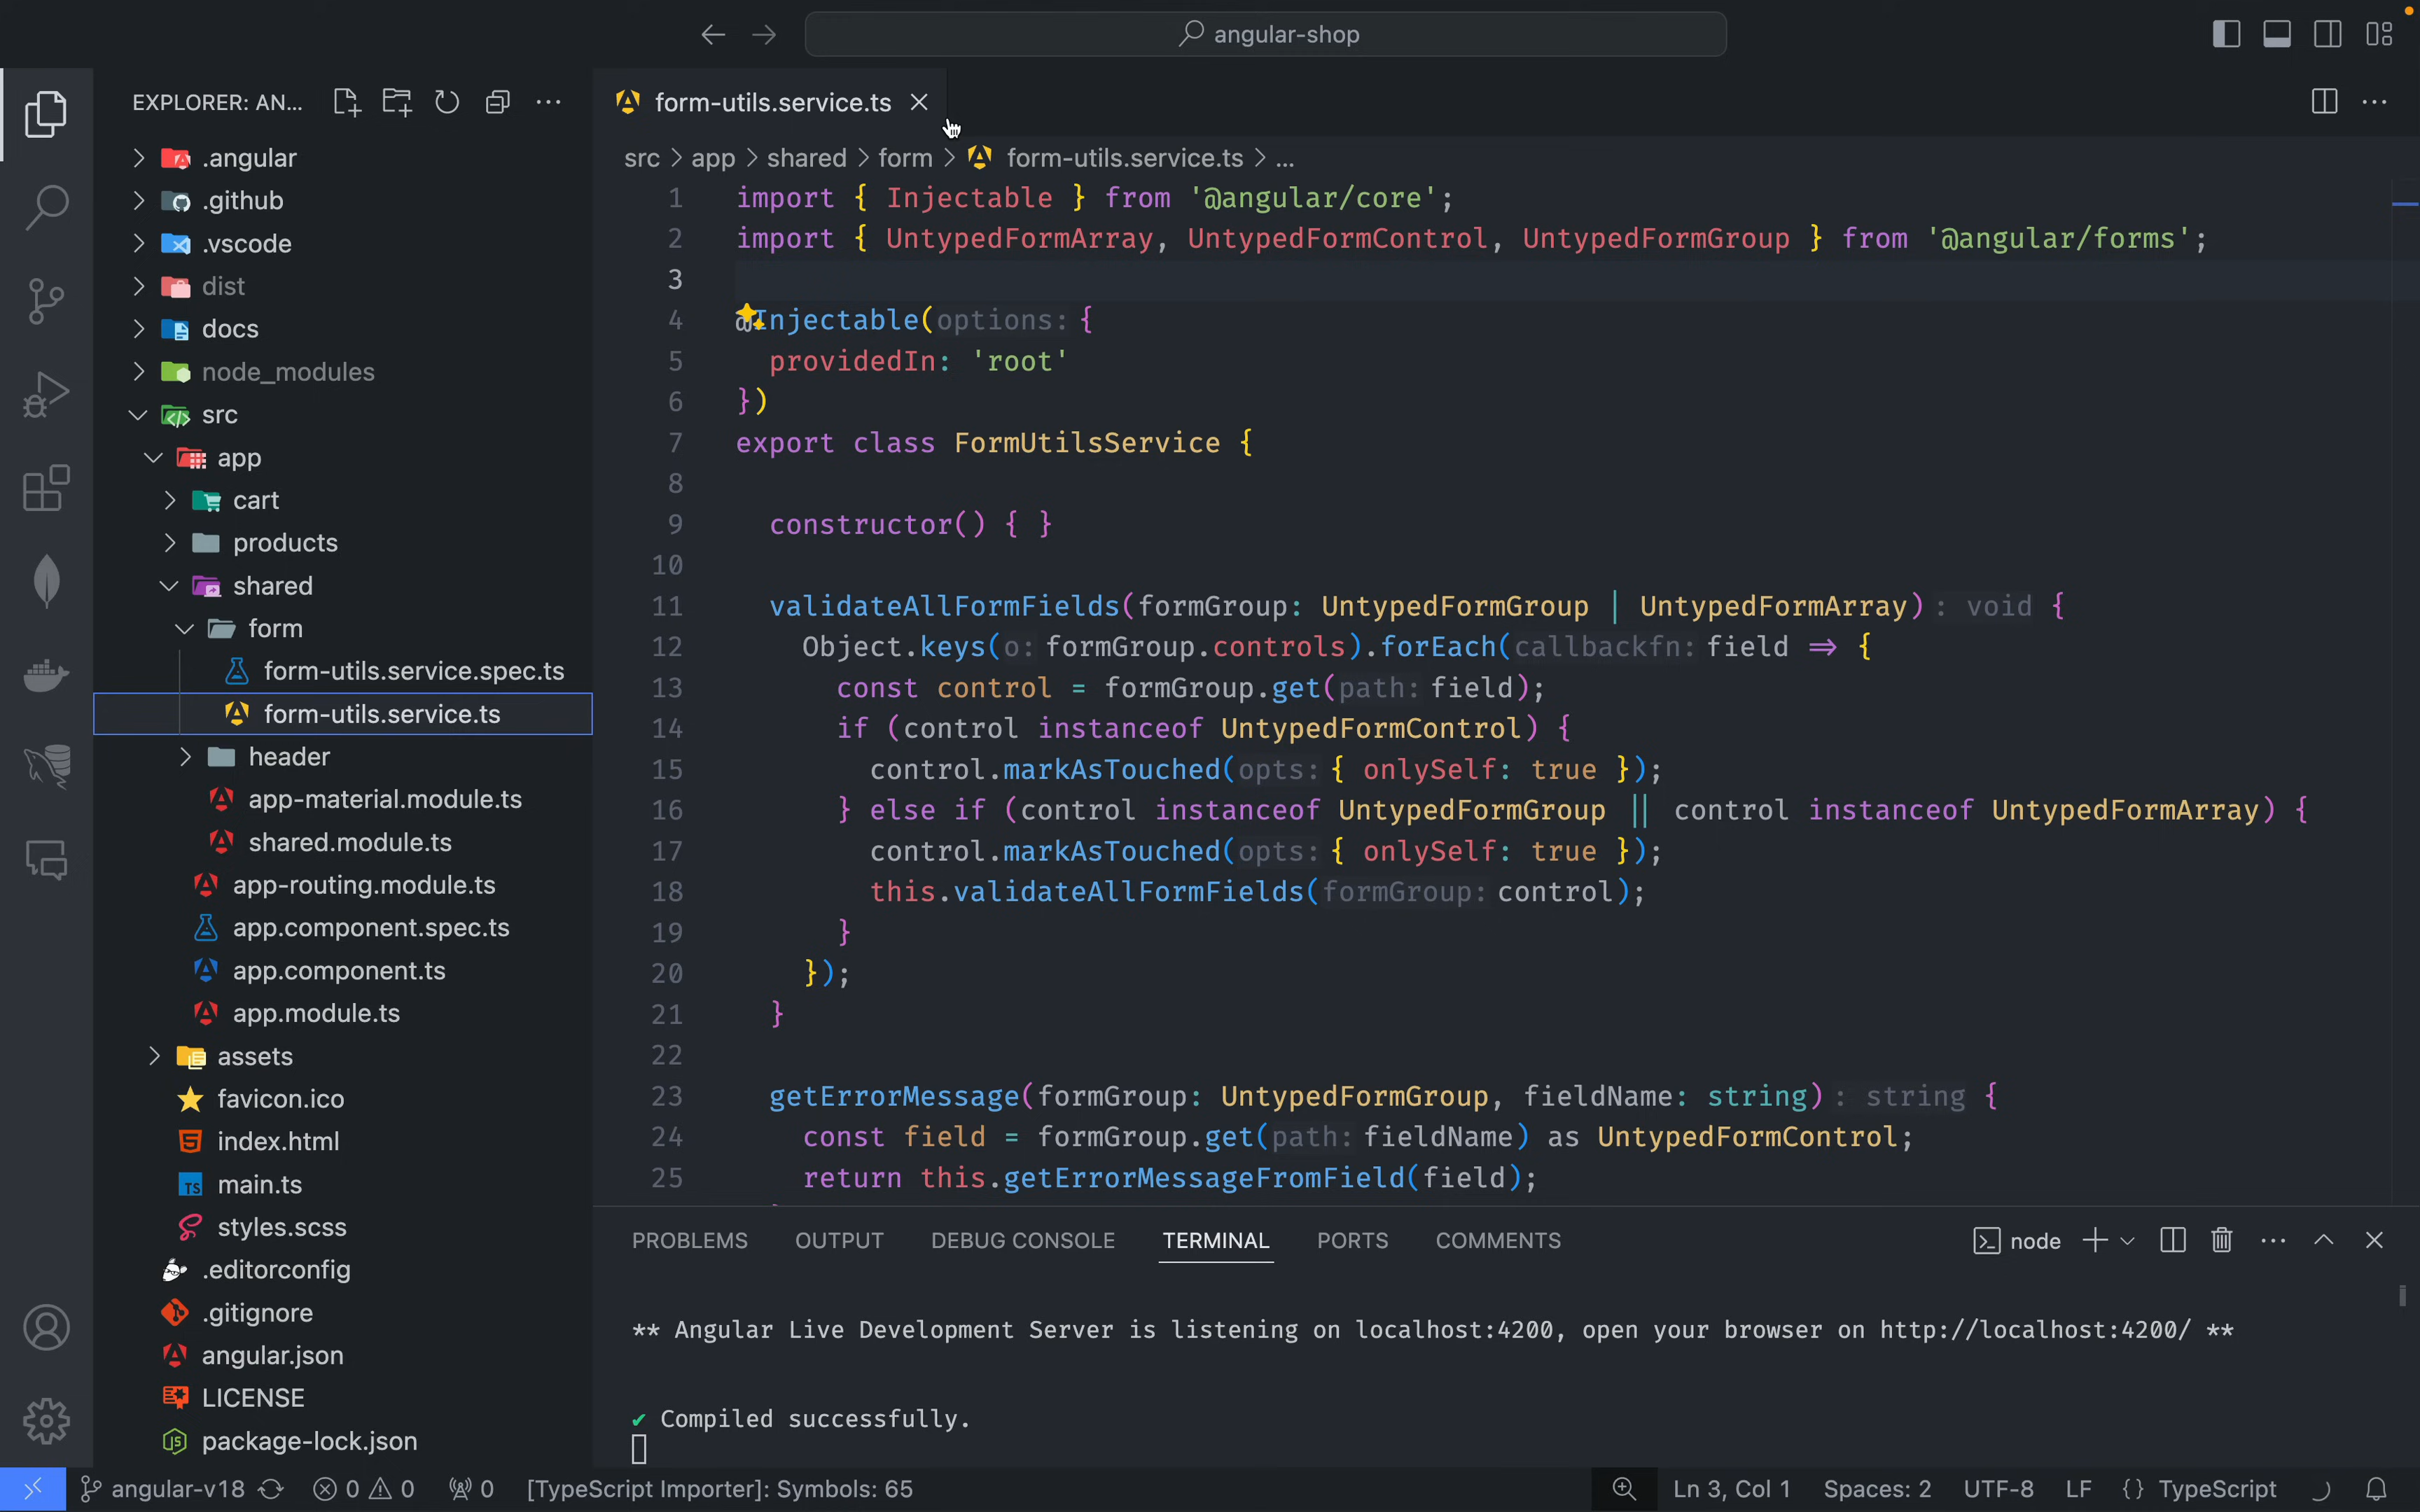 angular-shop
EXPLORER: AN...
.angular
.github
.vscode
dist
docs
node_modules
src
app
cart
products
shared
form
form-utils.service.spec.ts
form-utils.service.ts
header
app-material.module.ts
shared.module.ts
app-routing.module.ts
app.component.spec.ts
app.component.ts
app.module.ts
assets
favicon.ico
index.html
main.ts
styles.scss
.editorconfig
.gitignore
angular.json
LICENSE
package-lock.json
form-utils.service.ts
src > app > shared > form > form-utils.service.ts > ...
1 import { Injectable } from '@angular/core';
2 import { UntypedFormArray, UntypedFormControl, UntypedFormGroup } from '@angular/forms';
3
4 @Injectable(options: {
5 providedIn: 'root'
6 })
7 export class FormUtilsService {
8
9 constructor() { }
10
11 validateAllFormFields(formGroup: UntypedFormGroup | UntypedFormArray): void {
12 Object.keys(o: formGroup.controls).forEach(callbackfn: field => {
13 const control = formGroup.get(path: field);
14 if (control instanceof UntypedFormControl) {
15 control.markAsTouched(opts: { onlySelf: true });
16 } else if (control instanceof UntypedFormGroup || control instanceof UntypedFormArray) {
17 control.markAsTouched(opts: { onlySelf: true });
18 this.validateAllFormFields(formGroup: control);
19 }
20 });
21 }
22
23 getErrorMessage(formGroup: UntypedFormGroup, fieldName: string): string {
24 const field = formGroup.get(path: fieldName) as UntypedFormControl;
25 return this.getErrorMessageFromField(field);
PROBLEMS OUTPUT DEBUG CONSOLE TERMINAL PORTS COMMENTS node
** Angular Live Development Server is listening on localhost:4200, open your browser on http://localhost:4200/ **
✔ Compiled successfully.
angular-v18 0 0 0 [TypeScript Importer]: Symbols: 65 Ln 3, Col 1 Spaces: 2 UTF-8 LF {} TypeScript